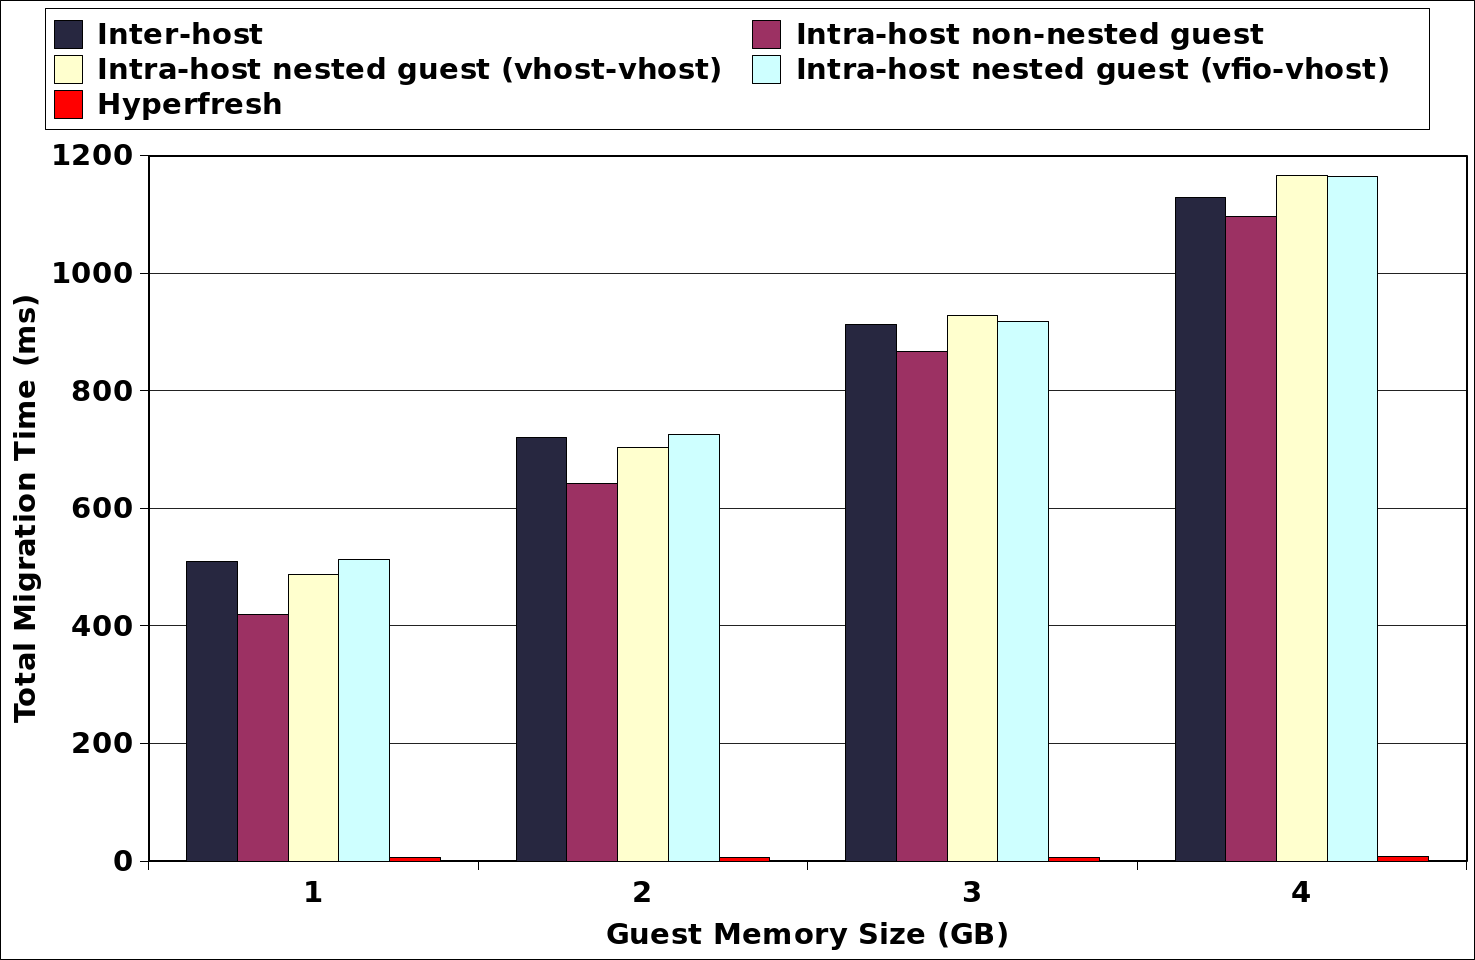 Inter-host
Intra-host non-nested guest
Intra-host nested guest (vhost-vhost)
Intra-host nested guest (vfio-vhost)
Hyperfresh
Total Migration Time (ms)
1200
1000
800
600
400
200
0
1 2 3 4
Guest Memory Size (GB)